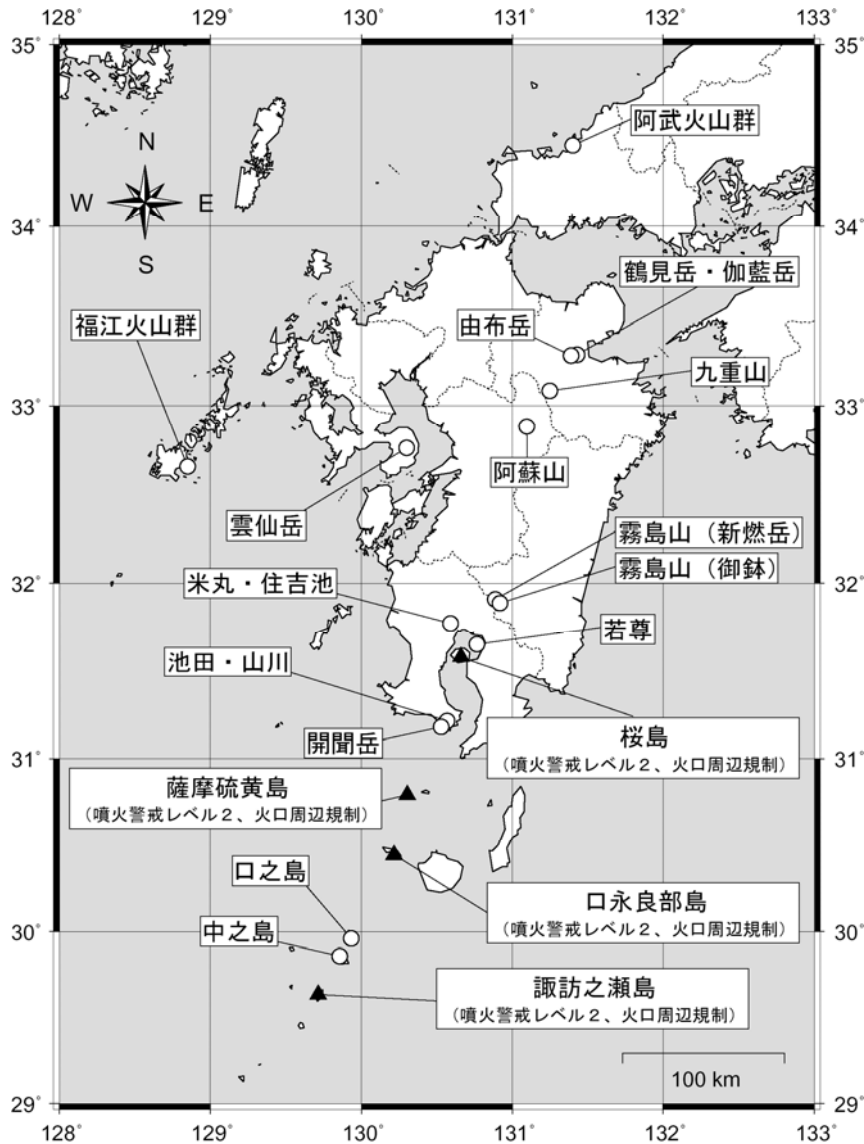 128° 129° 130° 131° 132° 133°
35° 35°
阿武火山群
N
W E
S
34° 34°
鶴見岳・伽藍岳
福江火山群
由布岳
九重山
33° 33°
阿蘇山
雲仙岳
霧島山（新燃岳）
霧島山（御鉢）
32° 32°
米丸・住吉池
若尊
池田・山川
開聞岳
桜島
（噴火警戒レベル２、火口周辺規制）
31° 31°
薩摩硫黄島
（噴火警戒レベル２、火口周辺規制）
口之島
口永良部島
（噴火警戒レベル２、火口周辺規制）
30° 30°
中之島
諏訪之瀬島
（噴火警戒レベル２、火口周辺規制）
100 km
29° 29°
128° 129° 130° 131° 132° 133°